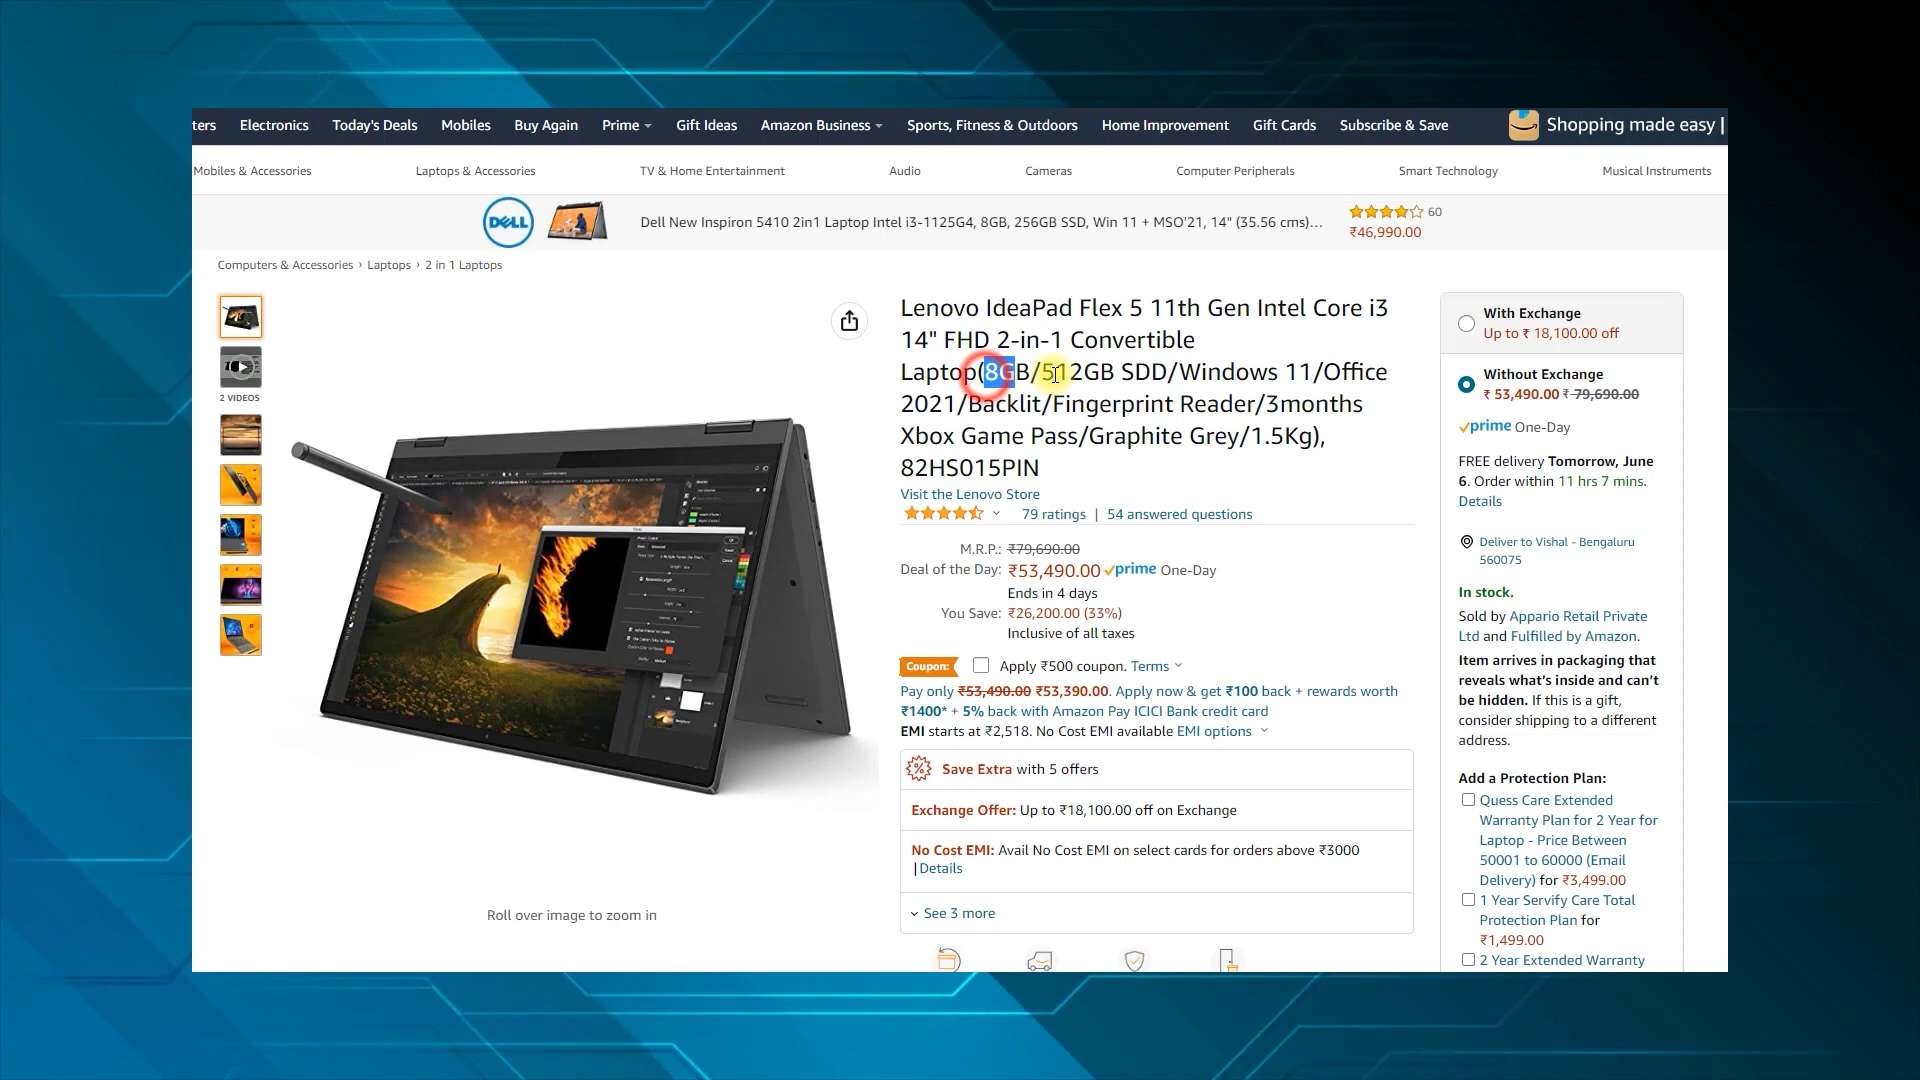 ters Electronics Today's Deals Mobiles Buy Again Prime Gift Ideas Amazon Business Sports, Fitness & Outdoors Home Improvement Gift Cards Subscribe & Save Shopping made easy |
Mobiles & Accessories Laptops & Accessories TV & Home Entertainment Audio Cameras Computer Peripherals Smart Technology Musical Instruments
DELL Dell New Inspiron 5410 2in1 Laptop Intel i3-1125G4, 8GB, 256GB SSD, Win 11 + MSO'21, 14" (35.56 cms)... 60
₹46,990.00
Computers & Accessories › Laptops › 2 in 1 Laptops
2 VIDEOS
Roll over image to zoom in
Lenovo IdeaPad Flex 5 11th Gen Intel Core i3
14" FHD 2-in-1 Convertible
Laptop(8GB/512GB SDD/Windows 11/Office
2021/Backlit/Fingerprint Reader/3months
Xbox Game Pass/Graphite Grey/1.5Kg),
82HS015PIN
Visit the Lenovo Store
79 ratings | 54 answered questions
M.R.P.: ₹79,690.00
Deal of the Day: ₹53,490.00 prime One-Day
Ends in 4 days
You Save: ₹26,200.00 (33%)
Inclusive of all taxes
Coupon: Apply ₹500 coupon. Terms
Pay only ₹53,490.00 ₹53,390.00. Apply now & get ₹100 back + rewards worth
₹1400* + 5% back with Amazon Pay ICICI Bank credit card
EMI starts at ₹2,518. No Cost EMI available EMI options
Save Extra with 5 offers
Exchange Offer: Up to ₹18,100.00 off on Exchange
No Cost EMI: Avail No Cost EMI on select cards for orders above ₹3000
|Details
See 3 more
With Exchange
Up to ₹ 18,100.00 off
Without Exchange
₹ 53,490.00 ₹ 79,690.00
prime One-Day
FREE delivery Tomorrow, June
6. Order within 11 hrs 7 mins.
Details
Deliver to Vishal - Bengaluru
560075
In stock.
Sold by Appario Retail Private
Ltd and Fulfilled by Amazon.
Item arrives in packaging that
reveals what's inside and can't
be hidden. If this is a gift,
consider shipping to a different
address.
Add a Protection Plan:
Quess Care Extended
Warranty Plan for 2 Year for
Laptop - Price Between
50001 to 60000 (Email
Delivery) for ₹3,499.00
1 Year Servify Care Total
Protection Plan for
₹1,499.00
2 Year Extended Warranty